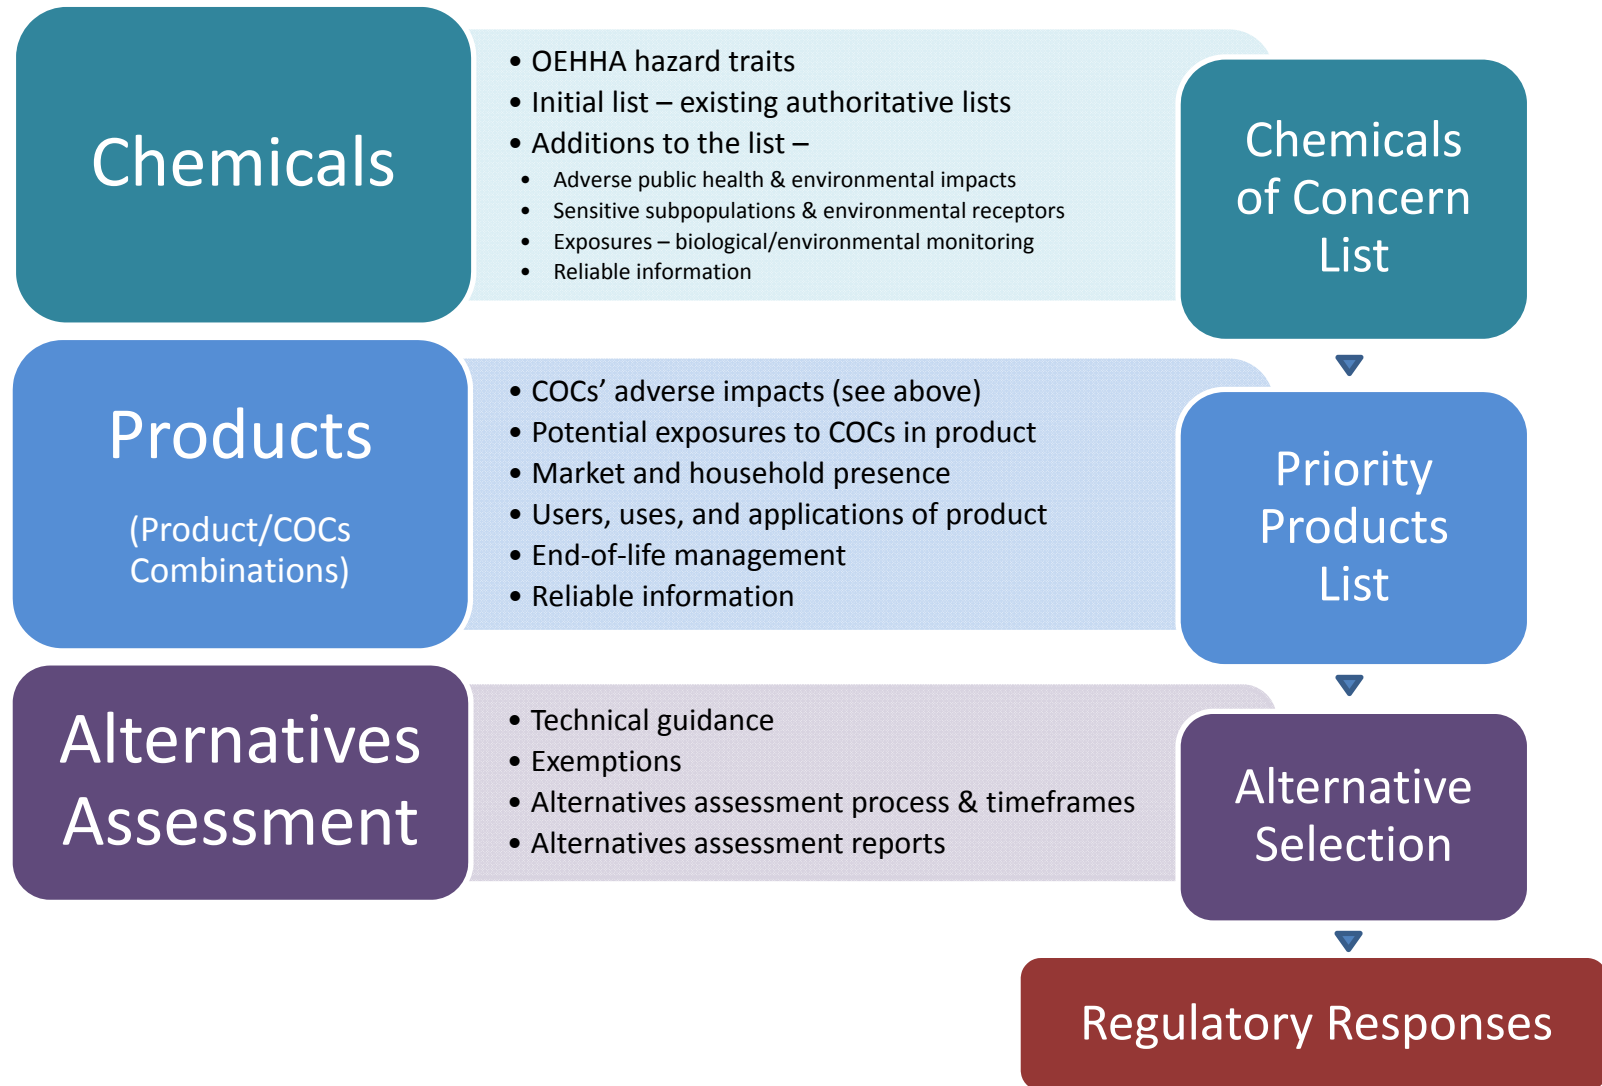 Chemicals
• OEHHA hazard traits
• Initial list – existing authoritative lists
• Additions to the list –
• Adverse public health & environmental impacts
• Sensitive subpopulations & environmental receptors
• Exposures – biological/environmental monitoring
• Reliable information
Chemicals
of Concern
List
Products
(Product/COCs
Combinations)
• COCs’ adverse impacts (see above)
• Potential exposures to COCs in product
• Market and household presence
• Users, uses, and applications of product
• End-of-life management
• Reliable information
Priority
Products
List
Alternatives
Assessment
• Technical guidance
• Exemptions
• Alternatives assessment process & timeframes
• Alternatives assessment reports
Alternative
Selection
Regulatory Responses